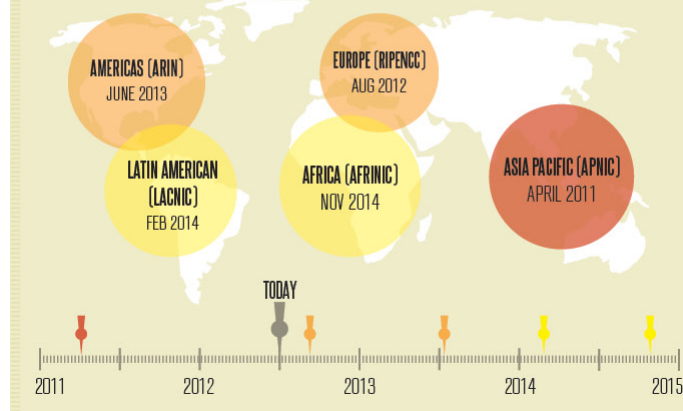 AMERICAS (ARIN)
JUNE 2013
EUROPE (RIPENCC)
AUG 2012
LATIN AMERICAN
(LACNIC)
FEB 2014
AFRICA (AFRINIC)
NOV 2014
ASIA PACIFIC (APNIC)
APRIL 2011
TODAY
2011 2012 2013 2014 2015